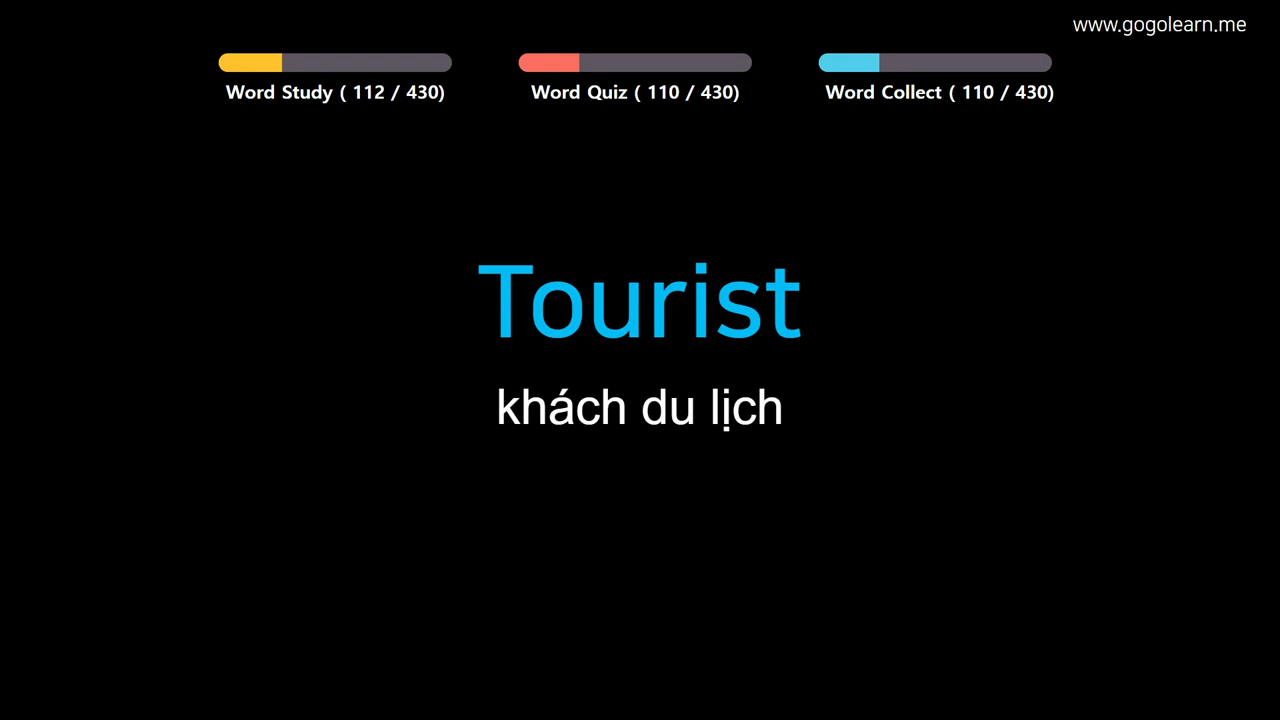 www.gogolearn.me
Word Study ( 112 / 430)
Word Quiz ( 110 / 430)
Word Collect ( 110 / 430)
Tourist
khách du lịch